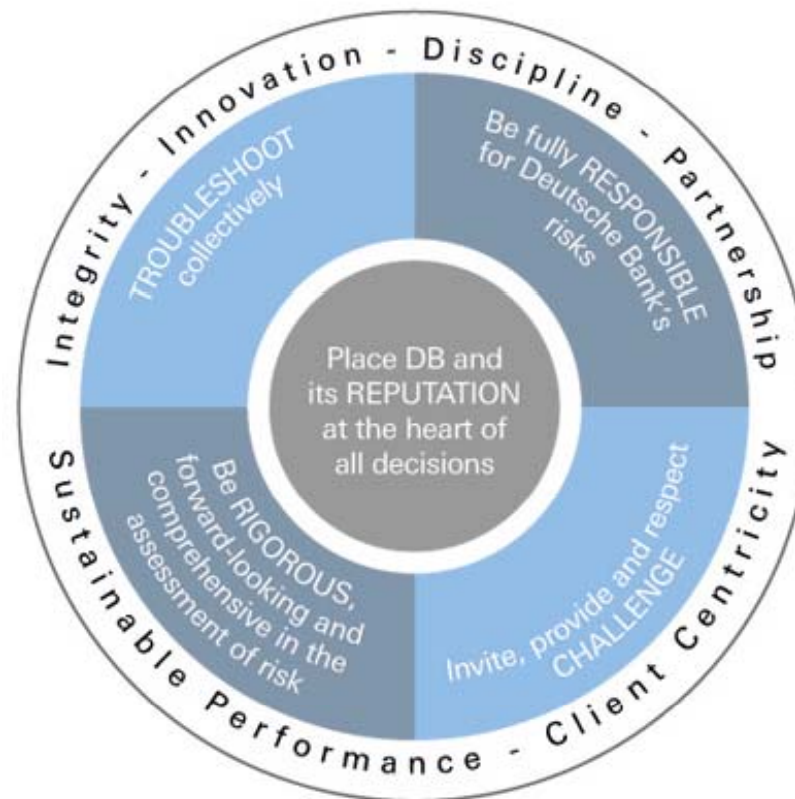 Integrity - Innovation - Discipline - Partnership
TROUBLESHOOT
collectively
Be fully RESPONSIBLE
for Deutsche Bank's
risks
Place DB and
its REPUTATION
at the heart of
all decisions
Be RIGOROUS,
forward-looking and
comprehensive in the
assessment of risk
Invite, provide and respect
CHALLENGE
Sustainable Performance - Client Centricity